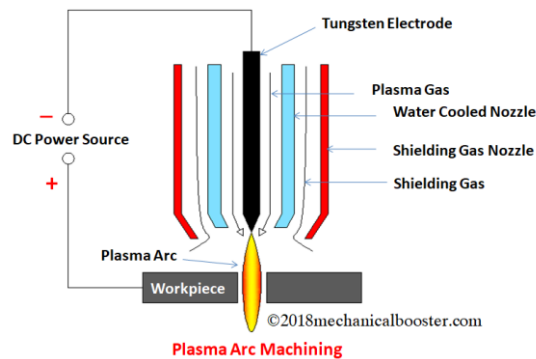 Tungsten Electrode
Plasma Gas
Water Cooled Nozzle
−
DC Power Source
+
Shielding Gas Nozzle
Shielding Gas
Plasma Arc
Workpiece
©2018mechanicalbooster.com
Plasma Arc Machining